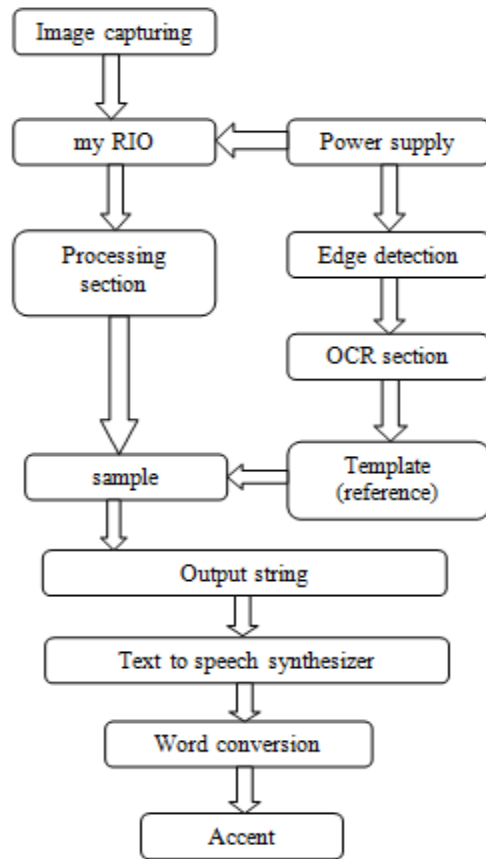 Image capturing
my RIO
Power supply
Processing
section
Edge detection
OCR section
Template
(reference)
sample
Output string
Text to speech synthesizer
Word conversion
Accent